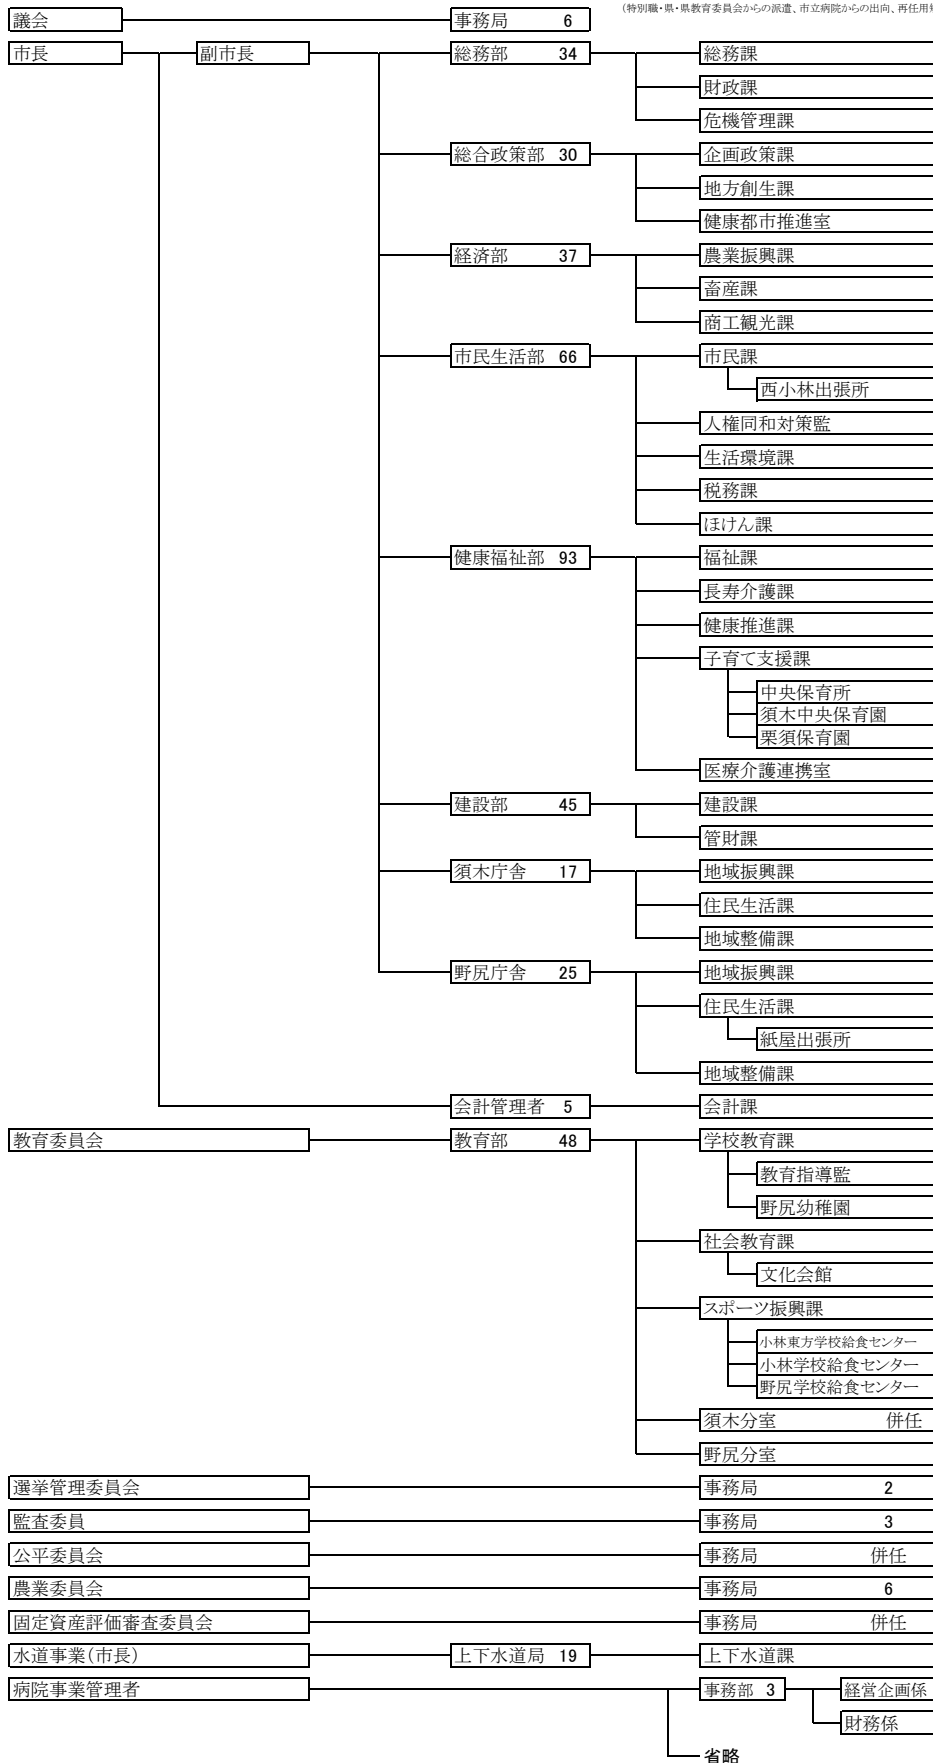 (特別職・県・県教育委員会からの派遣、市立病院からの出向、再任用短
議会 事務局 6
市長 副市長 総務部 34 総務課
財政課
危機管理課
総合政策部 30 企画政策課
地方創生課
健康都市推進室
経済部 37 農業振興課
畜産課
商工観光課
市民生活部 66 市民課
西小林出張所
人権同和対策監
生活環境課
税務課
ほけん課
健康福祉部 93 福祉課
長寿介護課
健康推進課
子育て支援課
中央保育所
須木中央保育園
栗須保育園
医療介護連携室
建設部 45 建設課
管財課
須木庁舎 17 地域振興課
住民生活課
地域整備課
野尻庁舎 25 地域振興課
住民生活課
紙屋出張所
地域整備課
会計管理者 5 会計課
教育委員会 教育部 48 学校教育課
教育指導監
野尻幼稚園
社会教育課
文化会館
スポーツ振興課
小林東方学校給食センター
小林学校給食センター
野尻学校給食センター
須木分室 併任
野尻分室
選挙管理委員会 事務局 2
監査委員 事務局 3
公平委員会 事務局 併任
農業委員会 事務局 6
固定資産評価審査委員会 事務局 併任
水道事業(市長) 上下水道局 19 上下水道課
病院事業管理者 事務部 3 経営企画係
財務係
省略